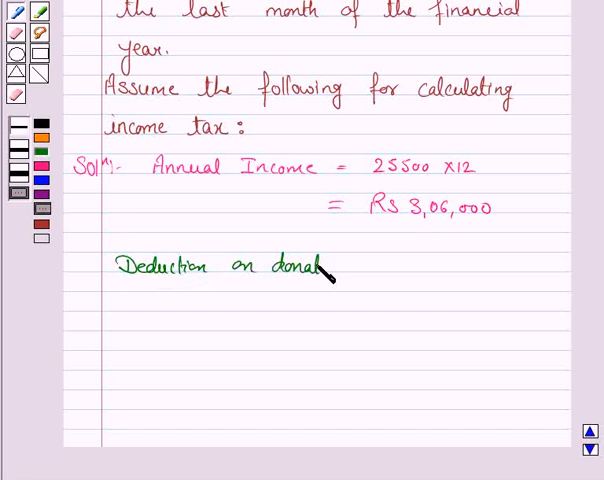 the last month of the financial
year.
Assume the following for calculating
income tax :
Solⁿ:- Annual Income = 25500 X12
= Rs 3,06,000
Deduction on donat